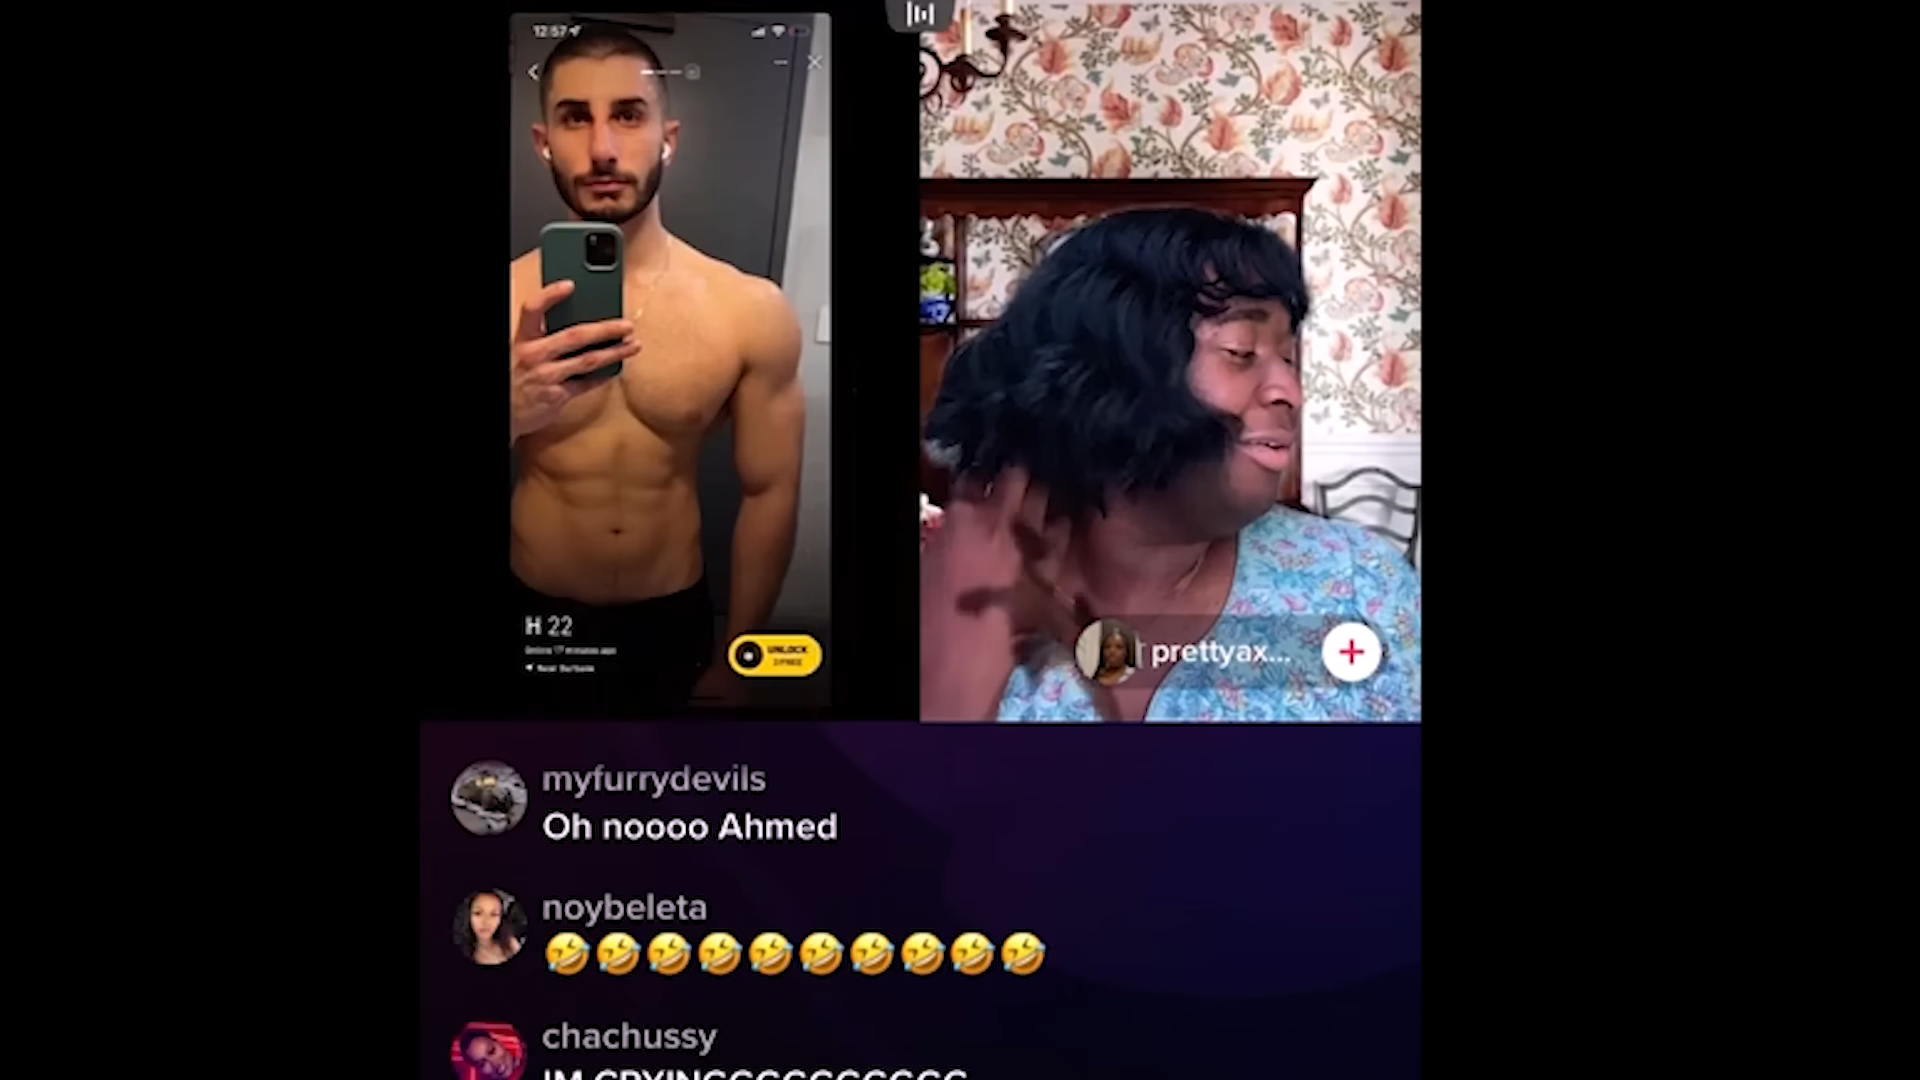 12:57
H 22
UNLOCK
prettyax...
myfurrydevils
Oh noooo Ahmed
noybeleta
🤣🤣🤣🤣🤣🤣🤣🤣🤣🤣
chachussy